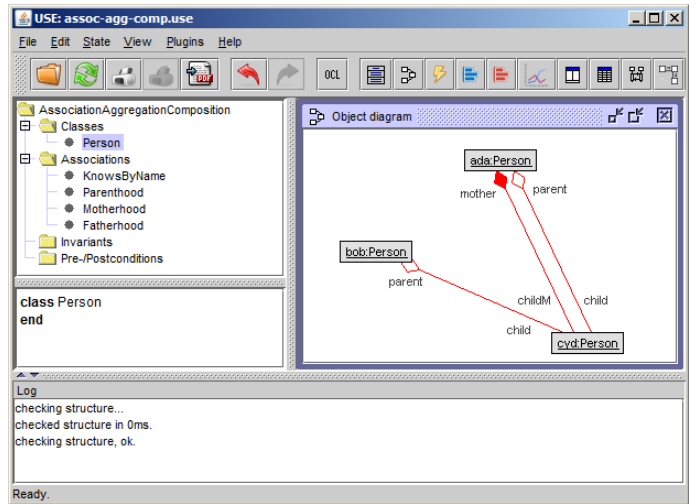 USE: assoc-agg-comp.use
File Edit State View Plugins Help
PDF
OCL
AssociationAggregationComposition
Classes
Person
Associations
KnowsByName
Parenthood
Motherhood
Fatherhood
Invariants
Pre-/Postconditions
class Person
end
Object diagram
ada:Person
mother parent
bob:Person
parent
childM child
child
cyd:Person
Log
checking structure...
checked structure in 0ms.
checking structure, ok.
Ready.